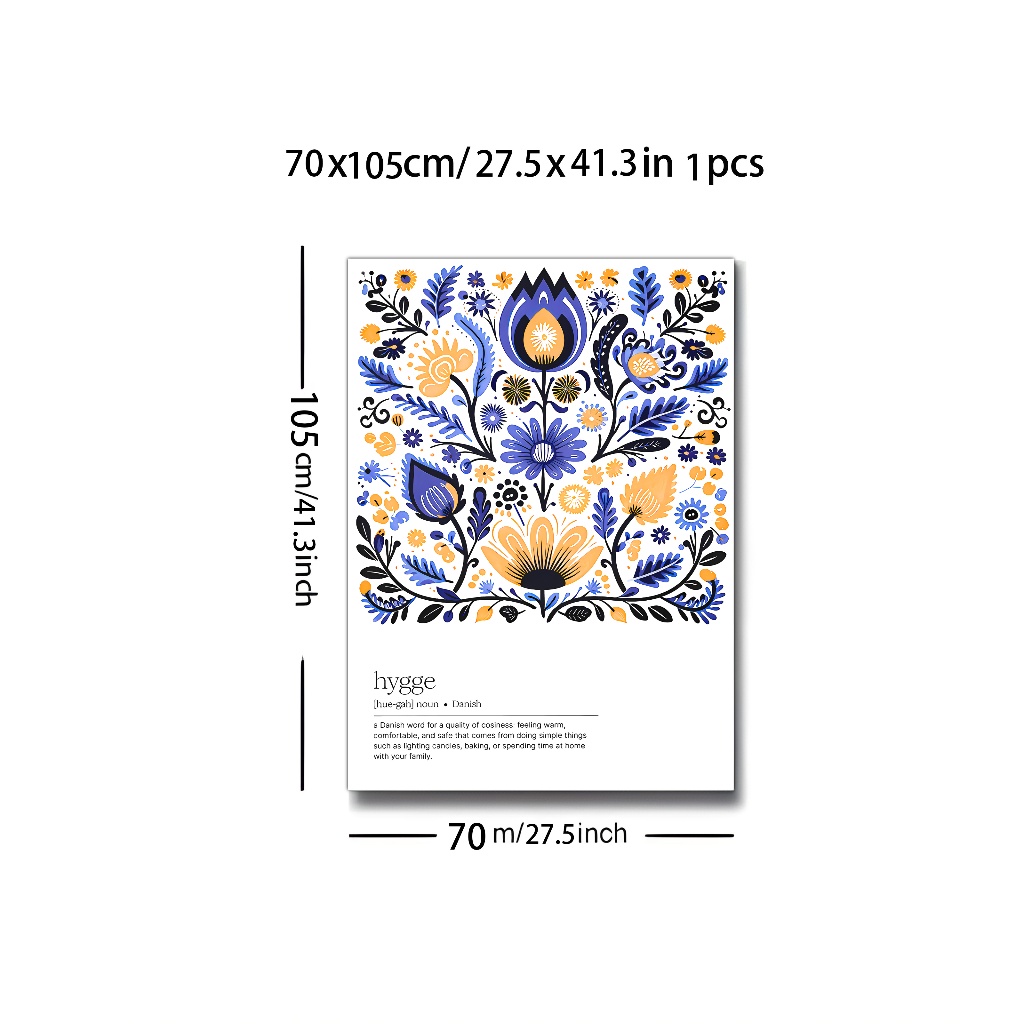 70x105cm/27.5x41.3in 1pcs
105cm/41.3inch
hygge
[hue-gah] noun • Danish
a Danish word for a quality of cosiness, feeling warm,
comfortable, and safe that comes from doing simple things
such as lighting candles, baking, or spending time at home
with your family.
70 m/27.5inch